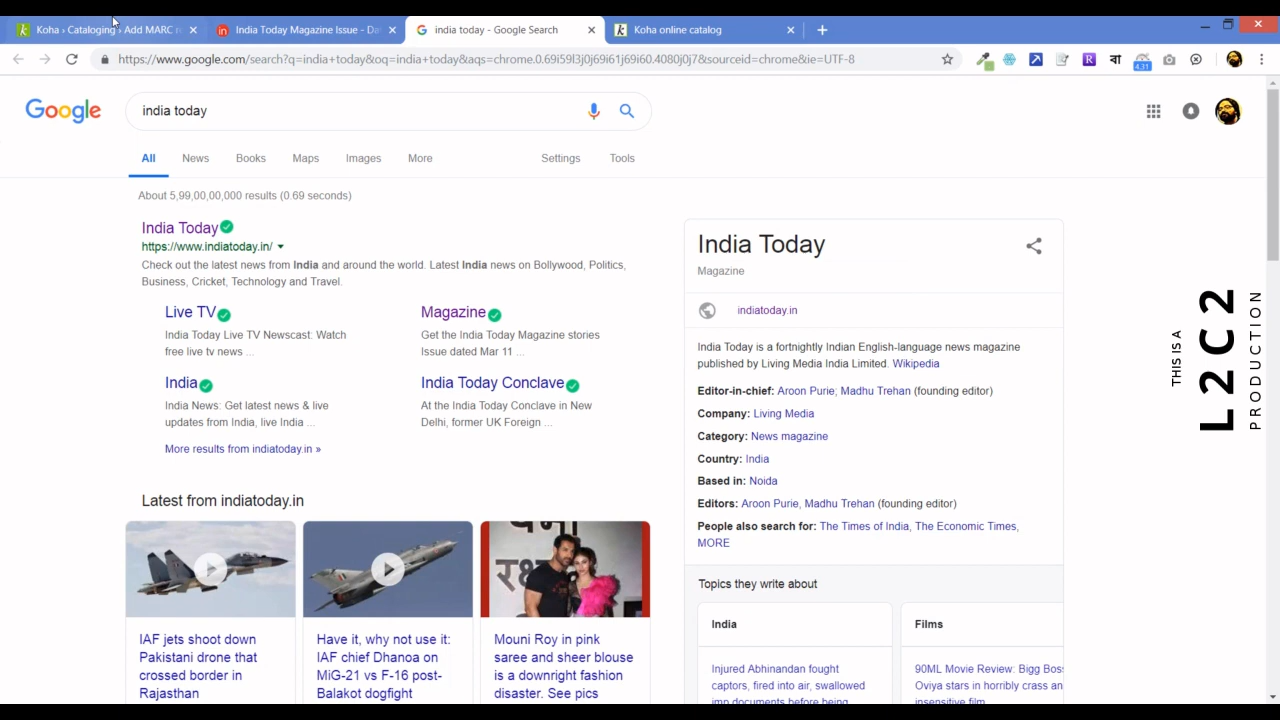 Koha › Cataloging › Add MARC
India Today Magazine Issue - Da
india today - Google Search
Koha online catalog
https://www.google.com/search?q=india+today&oq=india+today&aqs=chrome.0.69i59l3j0j69i61j69i60.4080j0j7&sourceid=chrome&ie=UTF-8
R
বা
4.31
Google
india today
All
News
Books
Maps
Images
More
Settings
Tools
About 5,99,00,00,000 results (0.69 seconds)
India Today
https://www.indiatoday.in/
Check out the latest news from India and around the world. Latest India news on Bollywood, Politics,
Business, Cricket, Technology and Travel.
Live TV
India Today Live TV Newscast: Watch
free live tv news ...
Magazine
Get the India Today Magazine stories
Issue dated Mar 11 ...
India
India News: Get latest news & live
updates from India, live India ...
India Today Conclave
At the India Today Conclave in New
Delhi, former UK Foreign ...
More results from indiatoday.in »
Latest from indiatoday.in
IAF jets shoot down
Pakistani drone that
crossed border in
Rajasthan
Have it, why not use it:
IAF chief Dhanoa on
MiG-21 vs F-16 post-
Balakot dogfight
Mouni Roy in pink
saree and sheer blouse
is a downright fashion
disaster. See pics
India Today
Magazine
indiatoday.in
India Today is a fortnightly Indian English-language news magazine
published by Living Media India Limited. Wikipedia
Editor-in-chief: Aroon Purie; Madhu Trehan (founding editor)
Company: Living Media
Category: News magazine
Country: India
Based in: Noida
Editors: Aroon Purie, Madhu Trehan (founding editor)
People also search for: The Times of India, The Economic Times,
MORE
Topics they write about
India
Injured Abhinandan fought
captors, fired into air, swallowed
imp documents before being
Films
90ML Movie Review: Bigg Boss
Oviya stars in horribly crass an
insensitive film
THIS IS A
L2C2
PRODUCTION